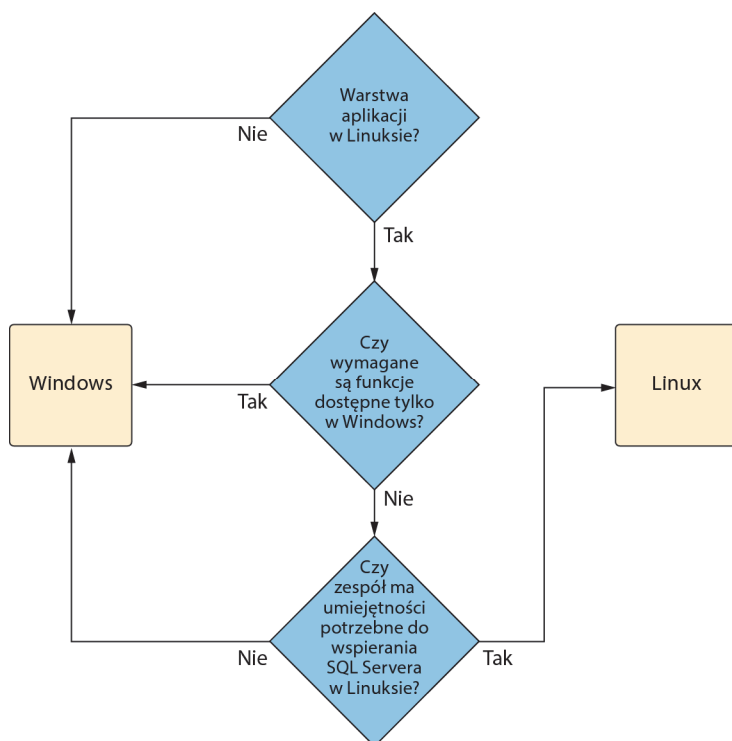 Warstwa
aplikacji
w Linuksie?
Nie
Tak
Czy
wymagane
są funkcje
dostępne tylko
w Windows?
Windows
Linux
Tak
Nie
Czy
zespół ma
umiejętności
potrzebne do
wspierania
SQL Servera
w Linuksie?
Nie
Tak